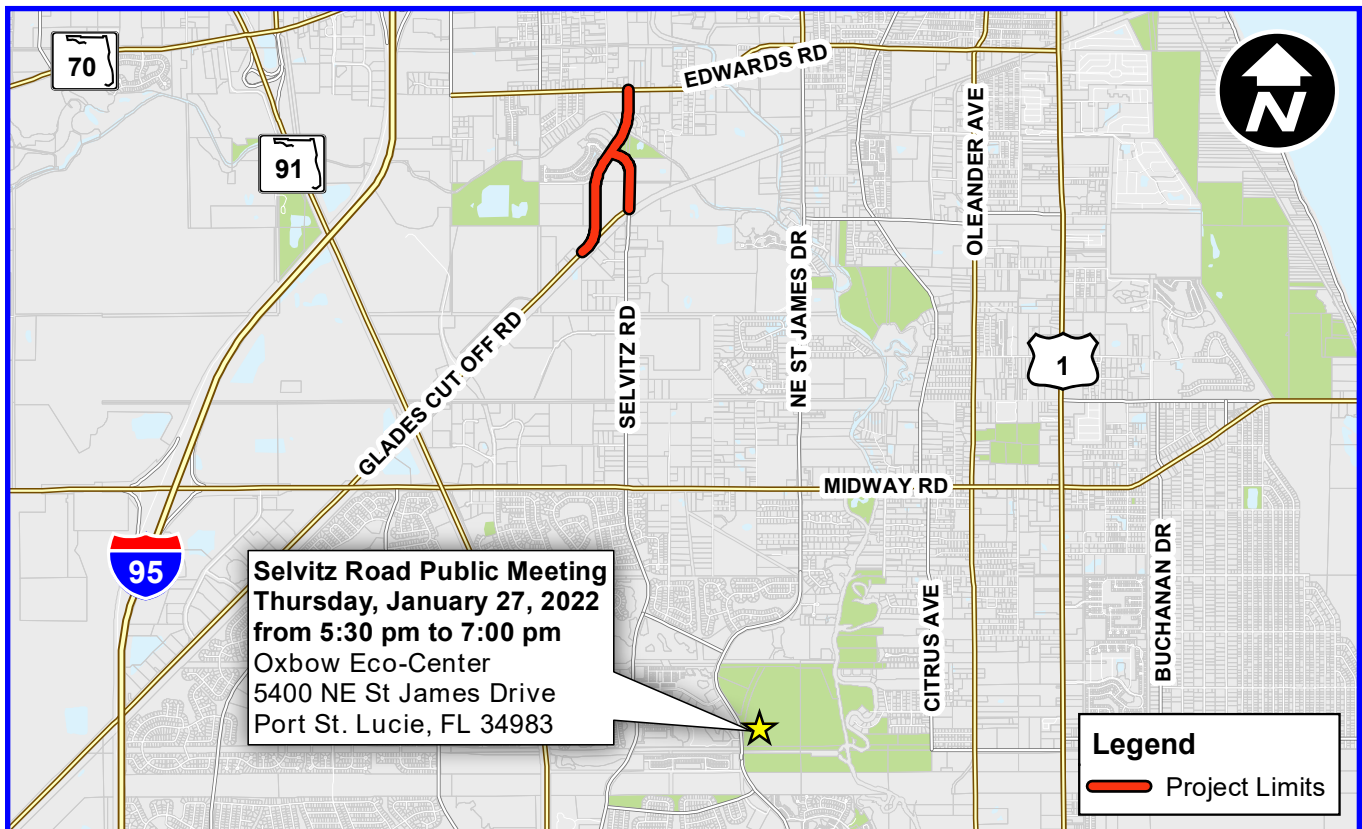 EDWARDS RD
70
N
91
OLEANDER AVE
NE ST JAMES DR
SELVITZ RD
GLADES CUT OFF RD
1
MIDWAY RD
95
Selvitz Road Public Meeting
Thursday, January 27, 2022
from 5:30 pm to 7:00 pm
Oxbow Eco-Center
5400 NE St James Drive
Port St. Lucie, FL 34983
CITRUS AVE
BUCHANAN DR
Legend
Project Limits